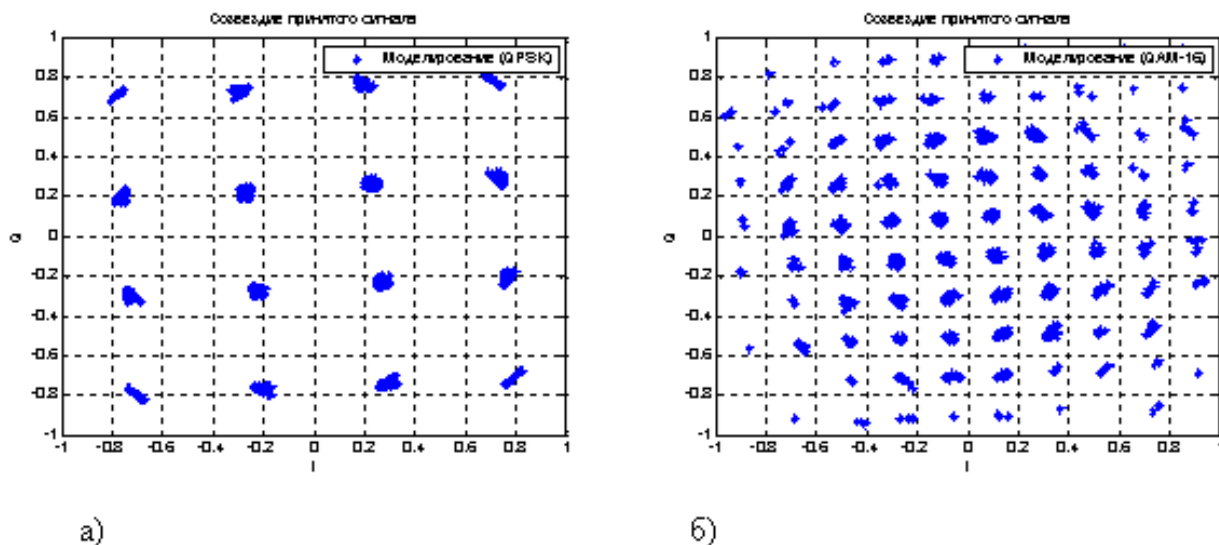 Созвездие принятого сигнала
Моделирование (QPSK)
1
0.8
0.6
0.4
0.2
0
-0.2
-0.4
-0.6
-0.8
-1
Q
-1 -0.8 -0.6 -0.4 -0.2 0 0.2 0.4 0.6 0.8 1
I
а)
Созвездие принятого сигнала
Моделирование (QAM-16)
1
0.8
0.6
0.4
0.2
0
-0.2
-0.4
-0.6
-0.8
-1
Q
-1 -0.8 -0.6 -0.4 -0.2 0 0.2 0.4 0.6 0.8 1
I
б)